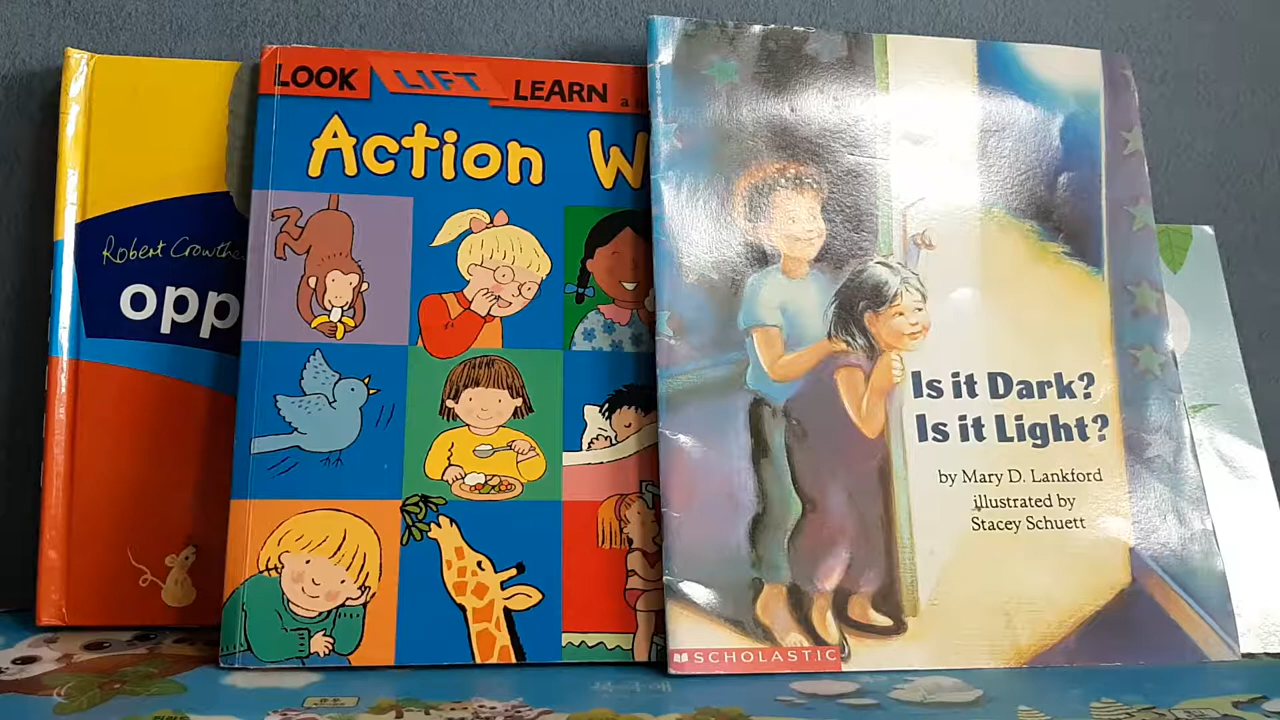 Robert Crowthe
opp
LOOK LIFT LEARN a
Action W
Is it Dark?
Is it Light?
by Mary D. Lankford
illustrated by
Stacey Schuett
SCHOLASTIC